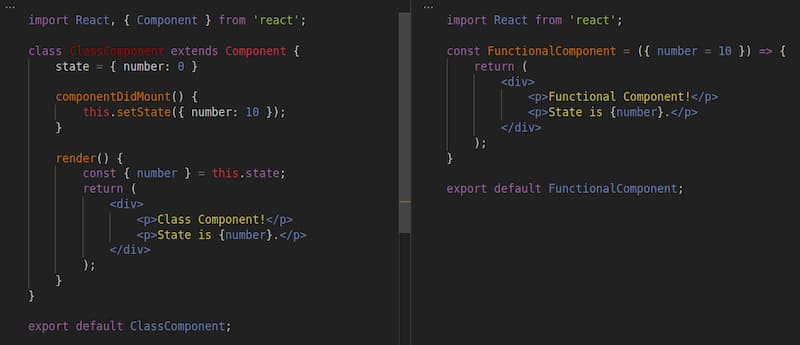 ...
import React, { Component } from 'react';
class ClassComponent extends Component {
state = { number: 0 }
componentDidMount() {
this.setState({ number: 10 });
}
render() {
const { number } = this.state;
return (
<div>
<p>Class Component!</p>
<p>State is {number}.</p>
</div>
);
}
}
export default ClassComponent;
...
import React from 'react';
const FunctionalComponent = ({ number = 10 }) => {
return (
<div>
<p>Functional Component!</p>
<p>State is {number}.</p>
</div>
);
}
export default FunctionalComponent;